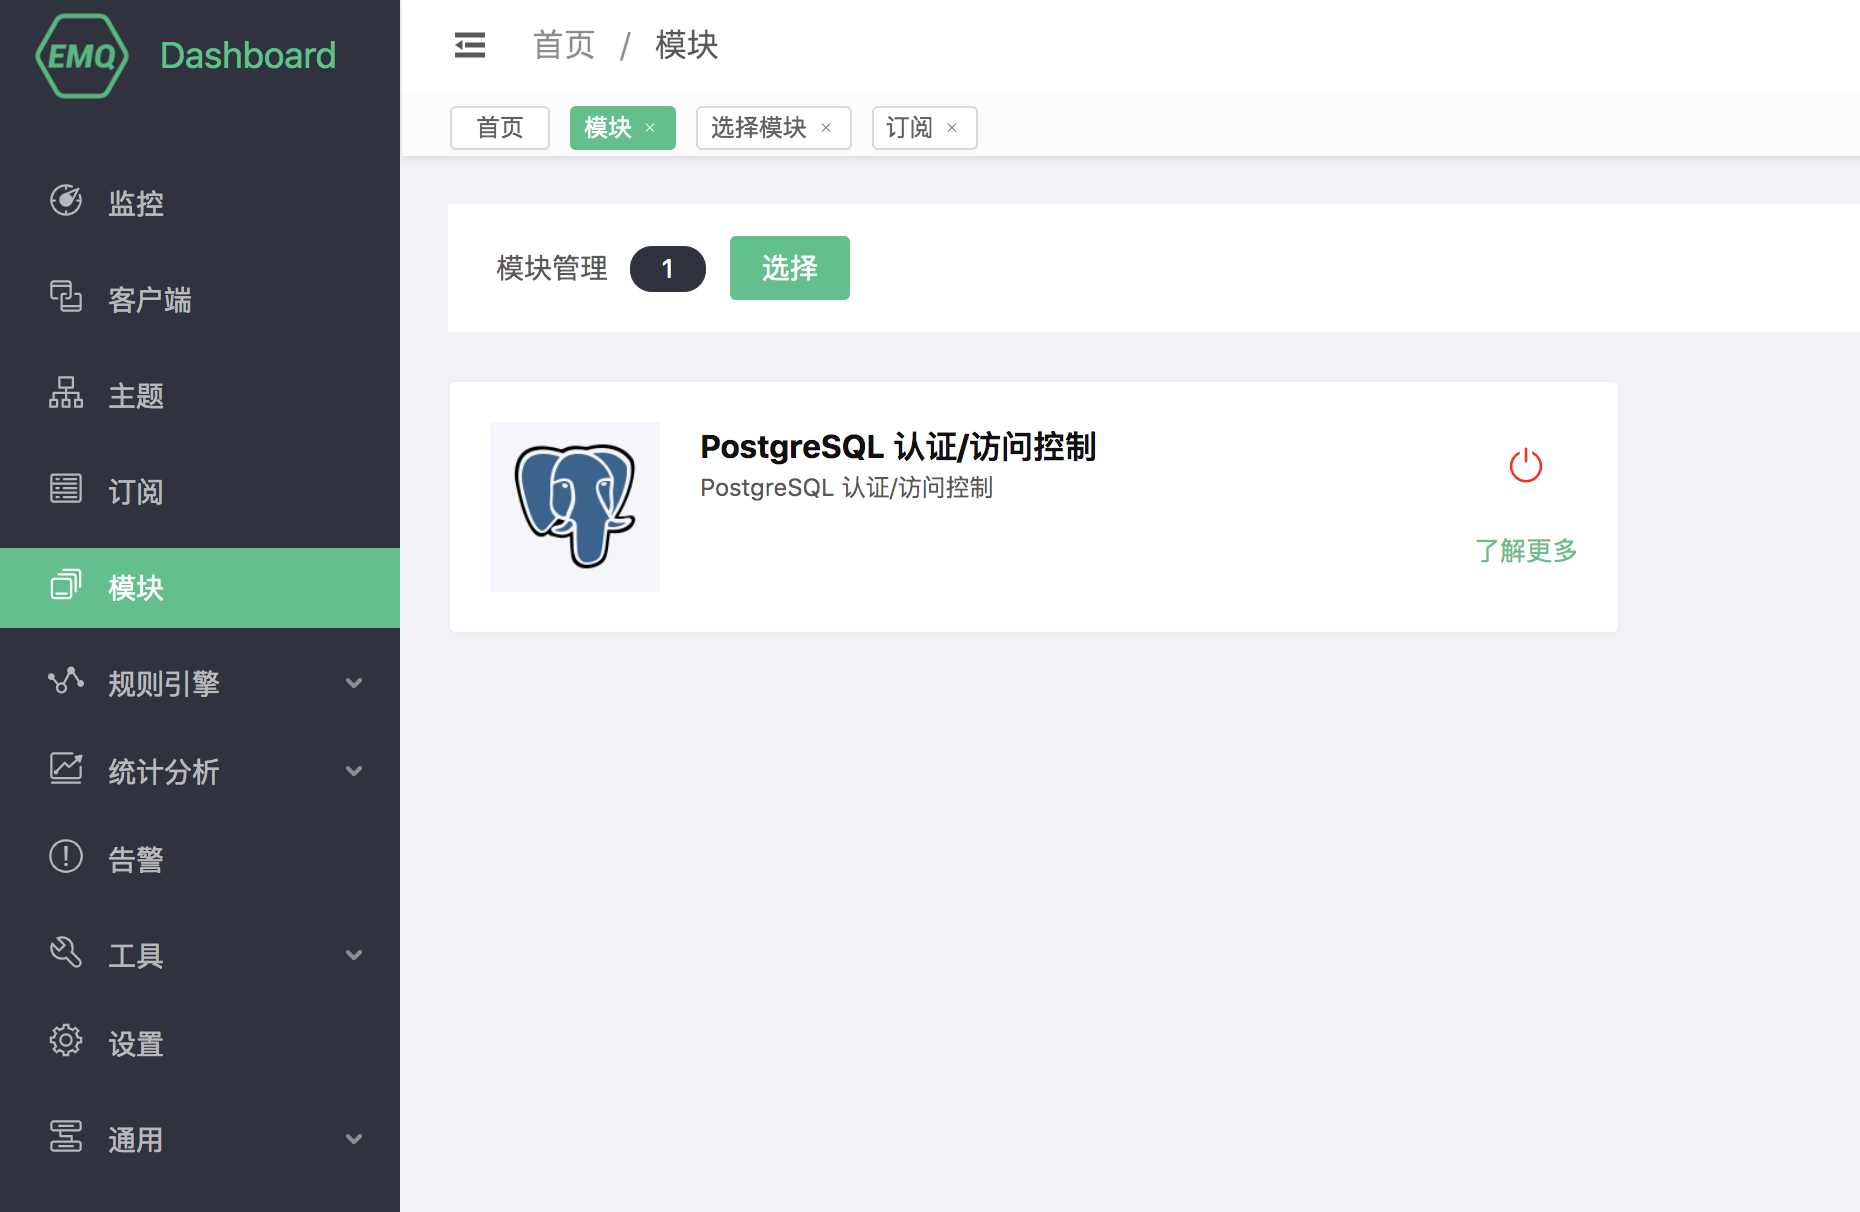 EMQ Dashboard
首页 / 模块
首页 模块 × 选择模块 × 订阅 ×
监控
客户端
主题
订阅
模块
规则引擎
统计分析
告警
工具
设置
通用
模块管理 1 选择
PostgreSQL 认证/访问控制
PostgreSQL 认证/访问控制
了解更多